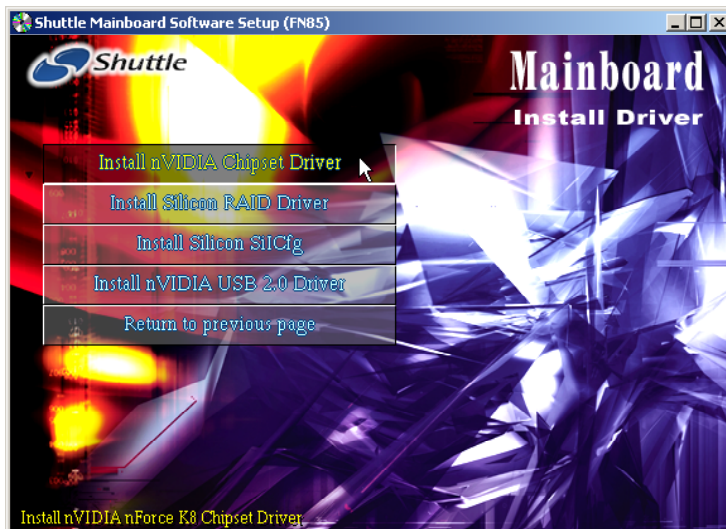 Shuttle Mainboard Software Setup (FN85)
Shuttle
Mainboard
Install Driver
Install nVIDIA Chipset Driver
Install Silicon RAID Driver
Install Silicon SiICfg
Install nVIDIA USB 2.0 Driver
Return to previous page
Install nVIDIA nForce K8 Chipset Driver